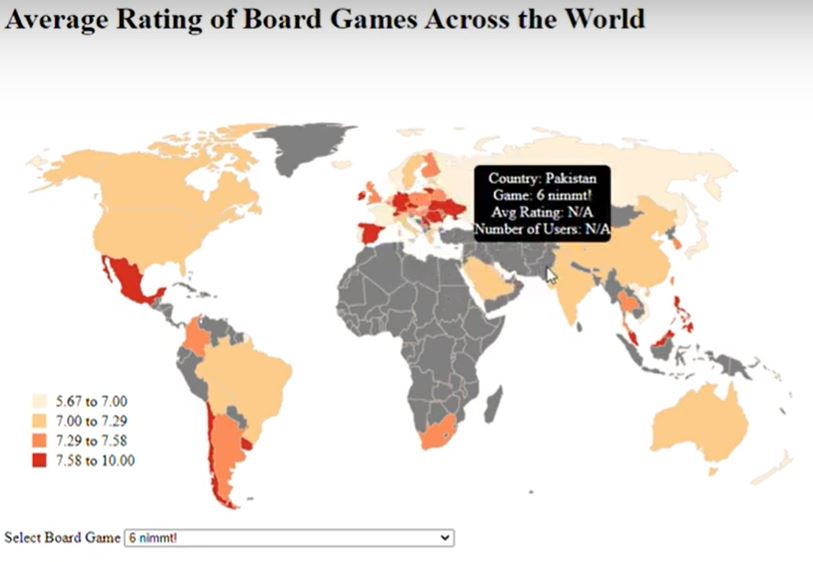 Average Rating of Board Games Across the World
Country: Pakistan
Game: 6 nimmt!
Avg Rating: N/A
Number of Users: N/A
5.67 to 7.00
7.00 to 7.29
7.29 to 7.58
7.58 to 10.00
Select Board Game 6 nimmt!